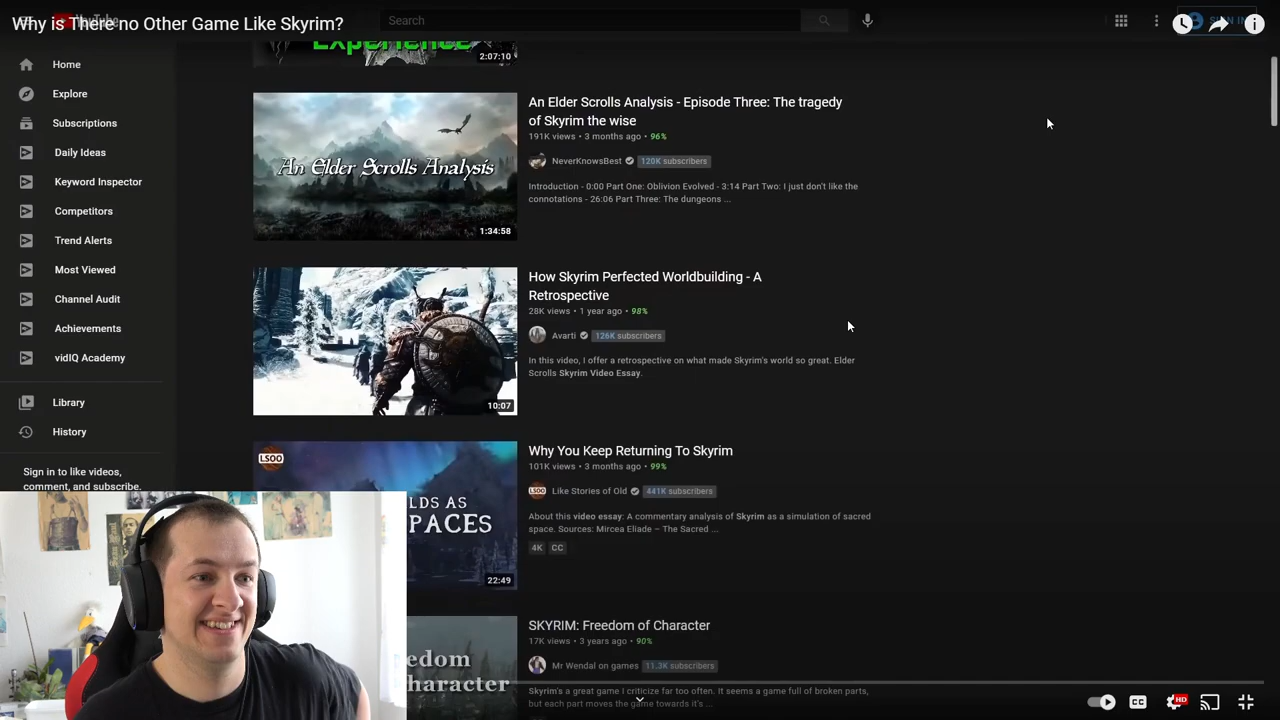 Why is There no Other Game Like Skyrim?
Search
SIGN IN
Experience
2:07:10
Home
Explore
Subscriptions
Daily Ideas
Keyword Inspector
Competitors
Trend Alerts
Most Viewed
Channel Audit
Achievements
vidIQ Academy
Library
History
Sign in to like videos,
comment, and subscribe.
An Elder Scrolls Analysis
1:34:58
An Elder Scrolls Analysis - Episode Three: The tragedy
of Skyrim the wise
191K views • 3 months ago • 96%
NeverKnowsBest 120K subscribers
Introduction - 0:00 Part One: Oblivion Evolved - 3:14 Part Two: I just don't like the
connotations - 26:06 Part Three: The dungeons ...
10:07
How Skyrim Perfected Worldbuilding - A
Retrospective
28K views • 1 year ago • 98%
Avarti 126K subscribers
In this video, I offer a retrospective on what made Skyrim's world so great. Elder
Scrolls Skyrim Video Essay.
LSOO
LDS AS
PACES
22:49
Why You Keep Returning To Skyrim
101K views • 3 months ago • 99%
LSOO Like Stories of Old 441K subscribers
About this video essay: A commentary analysis of Skyrim as a simulation of sacred
space. Sources: Mircea Eliade – The Sacred ...
4K CC
edom
haracter
SKYRIM: Freedom of Character
17K views • 3 years ago • 90%
Mr Wendal on games 11.3K subscribers
Skyrim's a great game I criticize far too often. It seems a game full of broken parts,
but each part moves the game towards it's ...
CC HD